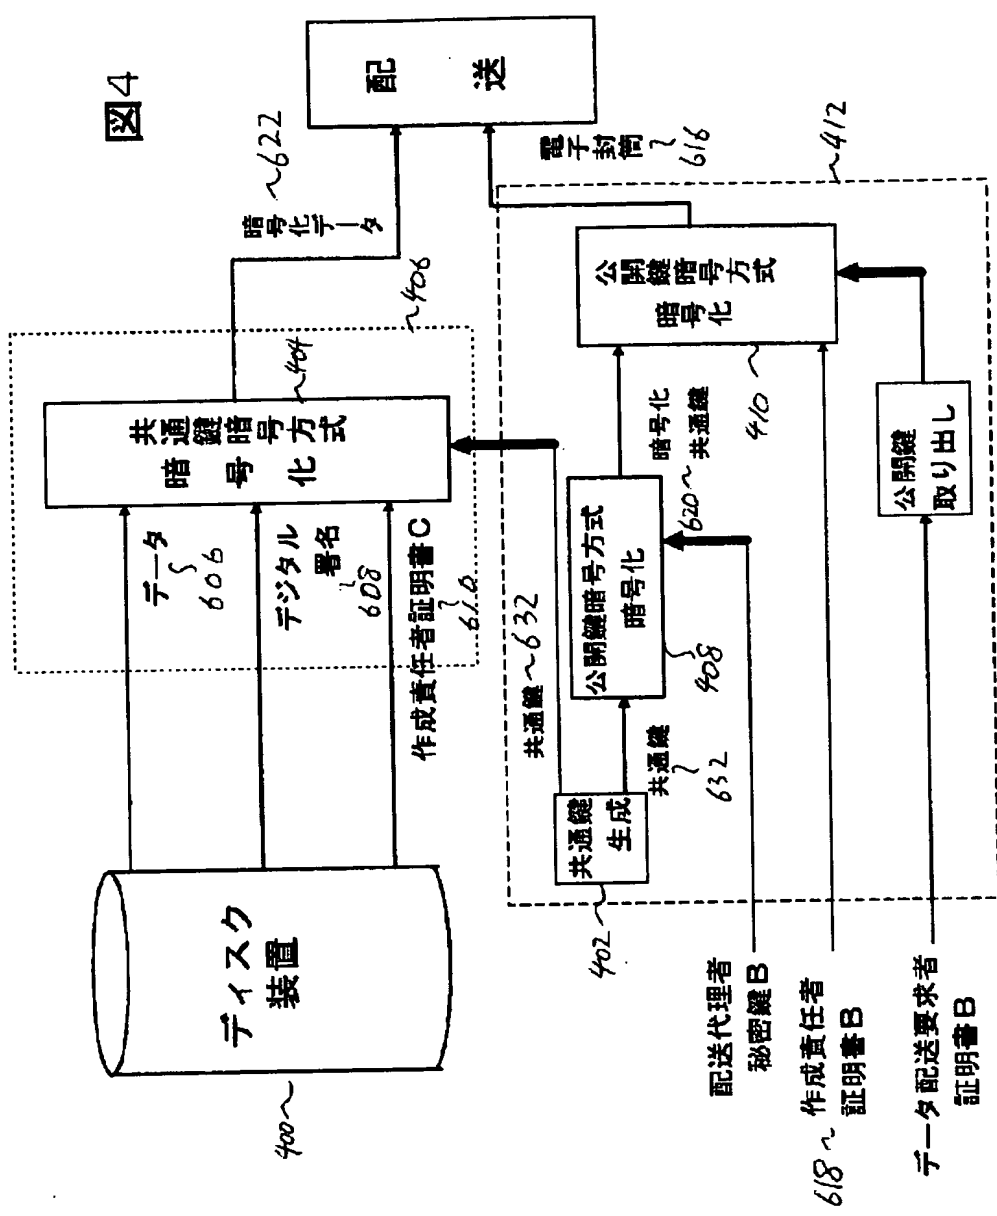 図4
ディスク
装置
400
データ
606
デジタル
署名
608
作成責任者証明書C
610
共通鍵暗号方式
暗号化
404
406
暗号化データ
622
配送
電子封筒
616
412
共通鍵
632
共通鍵
生成
402
共通鍵
632
公開鍵暗号方式
暗号化
408
暗号化
共通鍵
620
公開鍵暗号方式
暗号化
410
公開鍵
取り出し
配送代理者
秘密鍵B
618
作成責任者
証明書B
データ配送要求者
証明書B